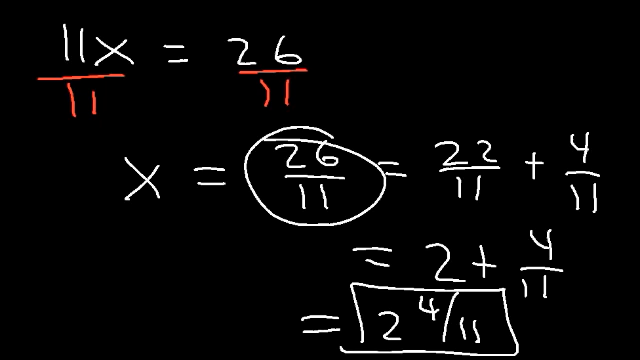 11x = 26
11 11
x = 26/11 = 22/11 + 4/11
= 2 + 4/11
= 2 4/11